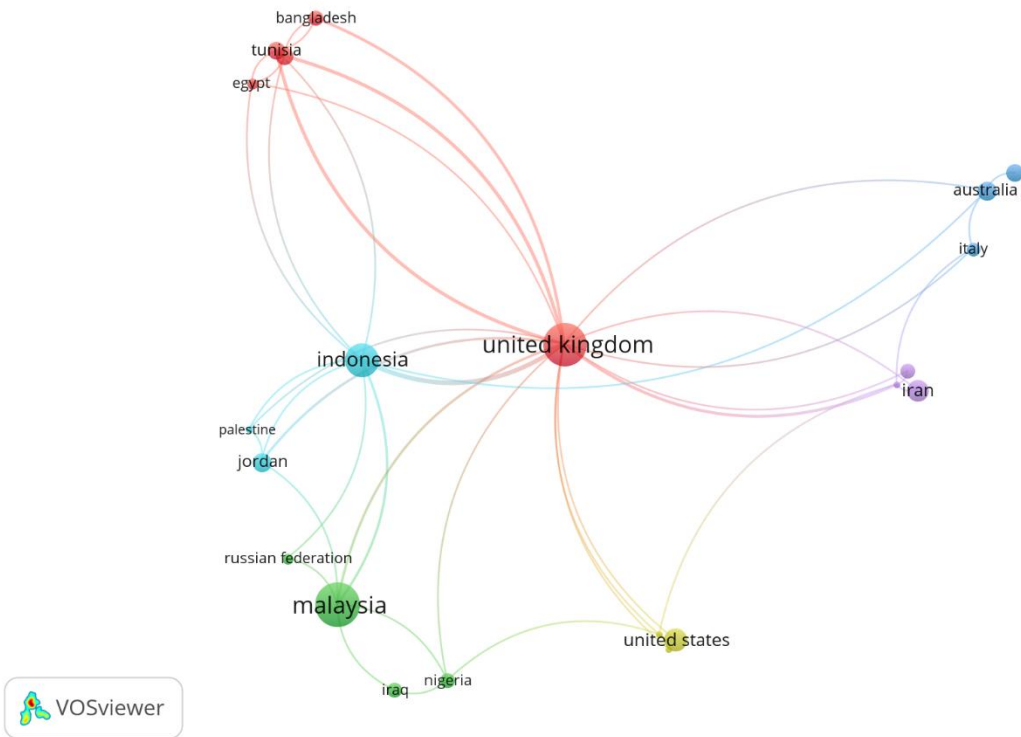 bangladesh
tunisia
egypt
australia
italy
united kingdom
indonesia
iran
palestine
jordan
russian federation
malaysia
united states
nigeria
iraq
VOSviewer